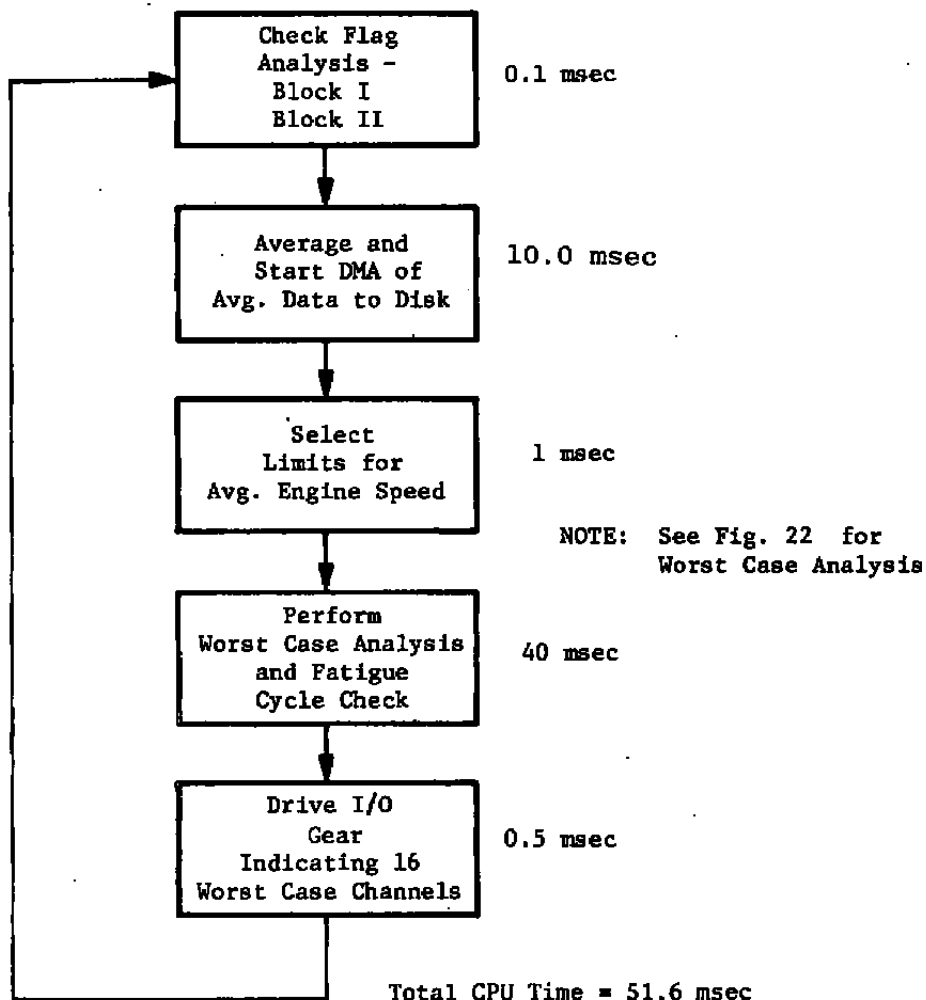 Check Flag
Analysis -
Block I
Block II
0.1 msec
Average and
Start DMA of
Avg. Data to Disk
10.0 msec
Select
Limits for
Avg. Engine Speed
1 msec
NOTE: See Fig. 22 for
Worst Case Analysis
Perform
Worst Case Analysis
and Fatigue
Cycle Check
40 msec
Drive I/O
Gear
Indicating 16
Worst Case Channels
0.5 msec
Total CPU Time = 51.6 msec